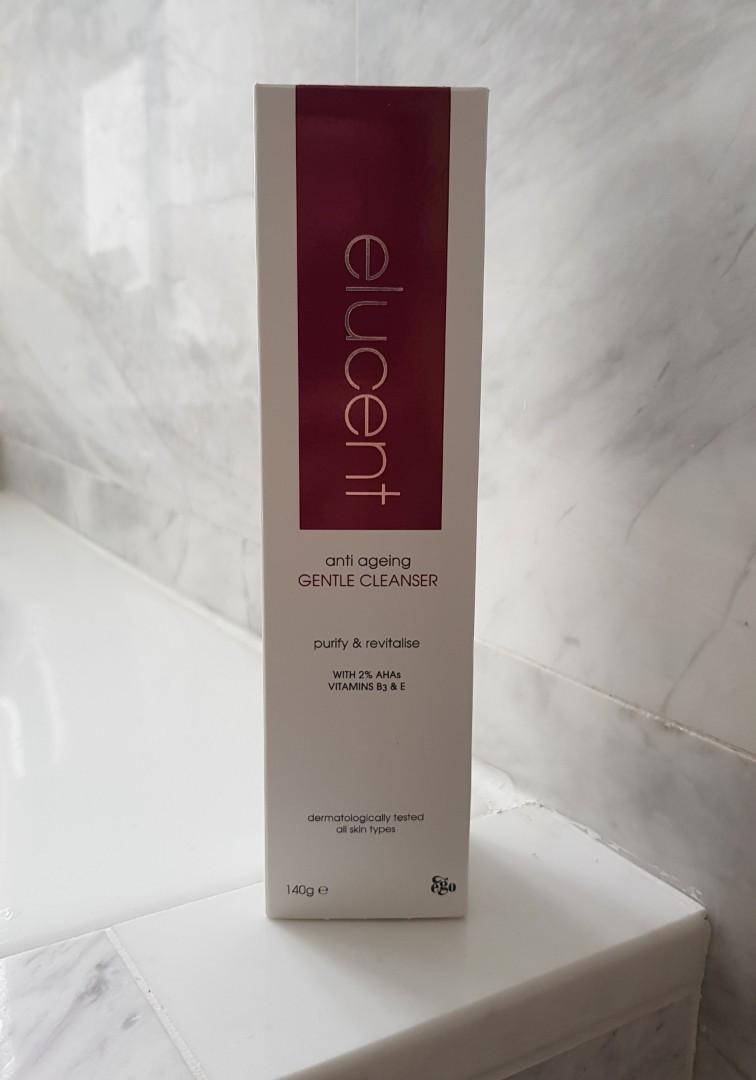 elucent
anti ageing
GENTLE CLEANSER
purify & revitalise
WITH 2% AHAs
VITAMINS B3 & E
dermatologically tested
all skin types
140g ℮
ego